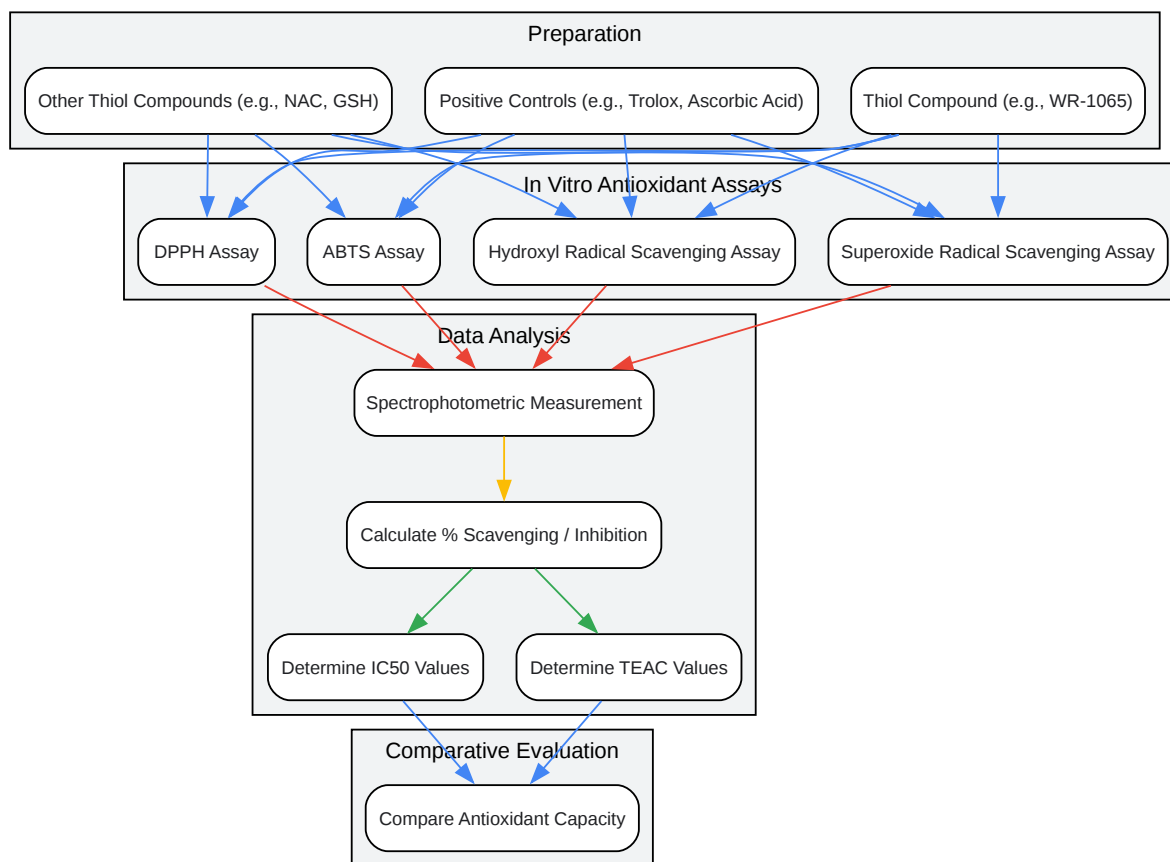 Preparation
Other Thiol Compounds (e.g., NAC, GSH)
Positive Controls (e.g., Trolox, Ascorbic Acid)
Thiol Compound (e.g., WR-1065)
In Vitro Antioxidant Assays
DPPH Assay
ABTS Assay
Hydroxyl Radical Scavenging Assay
Superoxide Radical Scavenging Assay
Data Analysis
Spectrophotometric Measurement
Calculate % Scavenging / Inhibition
Determine IC50 Values
Determine TEAC Values
Comparative Evaluation
Compare Antioxidant Capacity